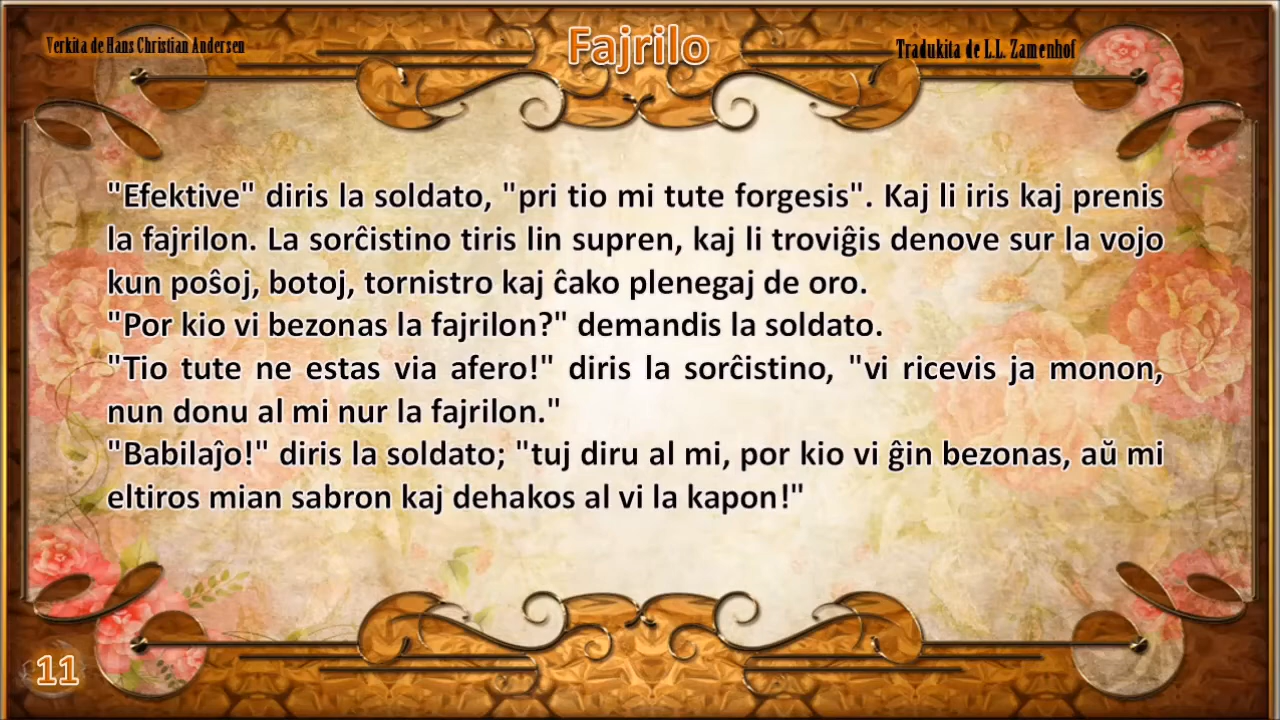 Verkita de Hans Christian Andersen
Fajrilo
Tradukita de L.L. Zamenhof
"Efektive" diris la soldato, "pri tio mi tute forgesis". Kaj li iris kaj prenis
la fajrilon. La sorĉistino tiris lin supren, kaj li troviĝis denove sur la vojo
kun poŝoj, botoj, tornistro kaj ĉako plenegaj de oro.
"Por kio vi bezonas la fajrilon?" demandis la soldato.
"Tio tute ne estas via afero!" diris la sorĉistino, "vi ricevis ja monon,
nun donu al mi nur la fajrilon."
"Babilaĵo!" diris la soldato; "tuj diru al mi, por kio vi ĝin bezonas, aŭ mi
eltiros mian sabron kaj dehakos al vi la kapon!"
11